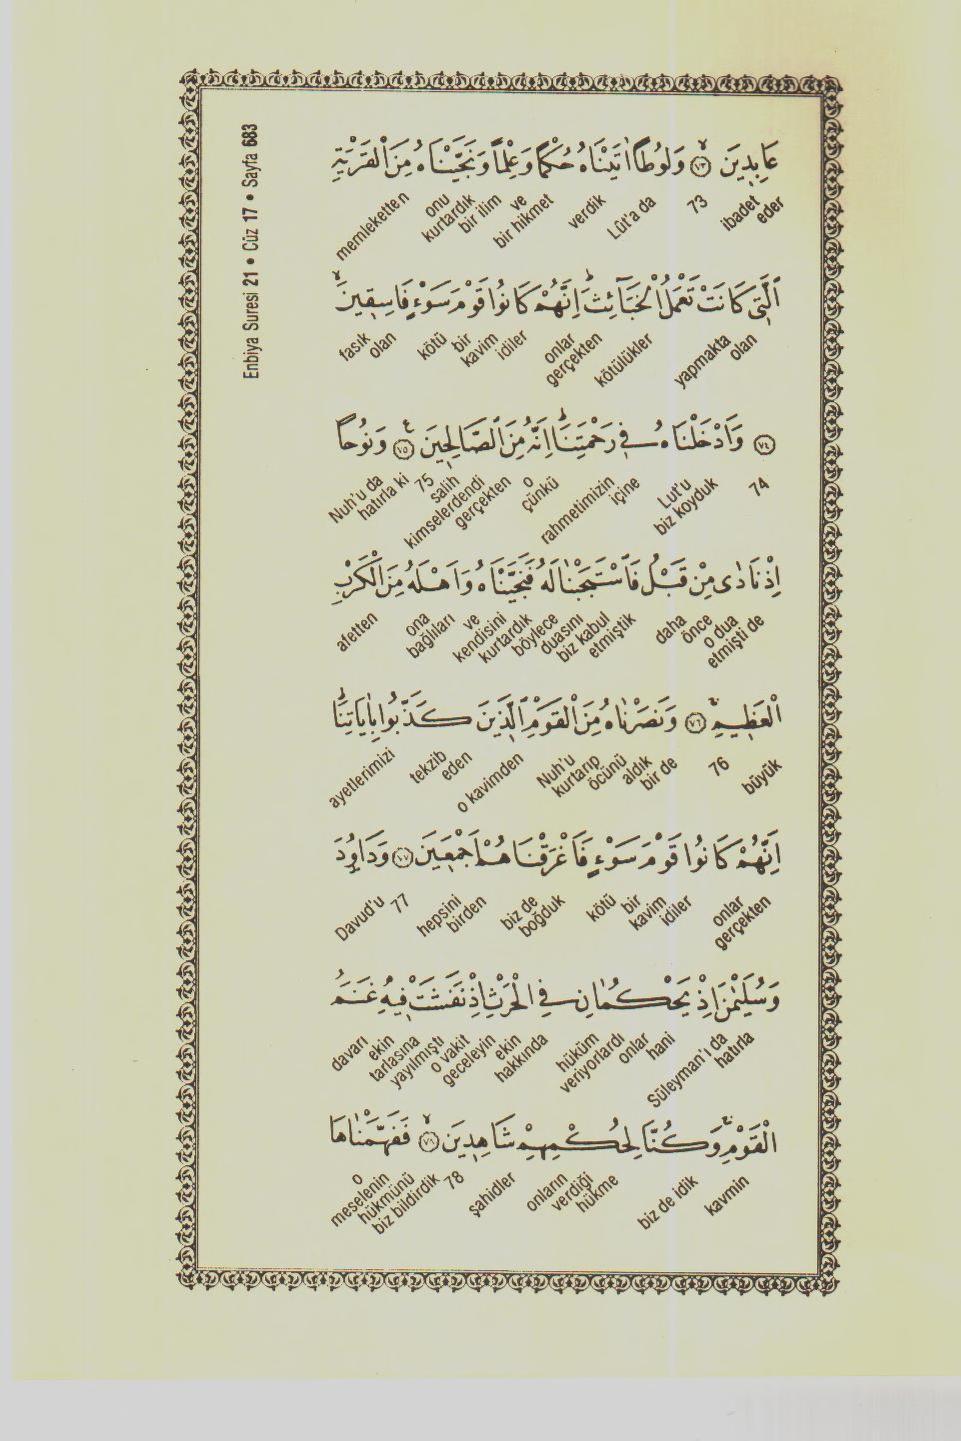 Enbiya Suresi 21 • Cüz 17 • Sayfa 683
عَابِدِينَ ﴿٧٣﴾ وَلُوطًا اٰتَيْنَاهُ حُكْمًا وَعِلْمًا وَنَجَّيْنَاهُ مِنَ الْقَرْيَةِ
ibadet eder 73 Lût'a da verdik bir hikmet ve bir ilim kurtardık onu memleketten
الَّتٖي كَانَتْ تَعْمَلُ الْخَبَٓائِثَ اِنَّهُمْ كَانُوا قَوْمَ سَوْءٍ فَاسِقٖينَ
olan yapmakta kötülükler gerçekten onlar idiler kavim bir kötü olan fasık
﴿٧٤﴾ وَاَدْخَلْنَاهُ فٖي رَحْمَتِنَا اِنَّهُ مِنَ الصَّالِحٖينَ ﴿٧٥﴾ وَنُوحًا
74 biz koyduk Lut'u içine rahmetimizin çünkü o gerçekten kimselerdendi salih 75 hatırla ki Nuh'u da
اِذْ نَادٰى مِنْ قَبْلُ فَاسْتَجَبْنَا لَهُ فَنَجَّيْنَاهُ وَاَهْلَهُ مِنَ الْكَرْبِ
etmişti de o dua önce daha etmiştik biz kabul duasını böylece kurtardık kendisini ve bağlıları ona afetten
الْعَظٖيمِ ﴿٧٦﴾ وَنَصَرْنَاهُ مِنَ الْقَوْمِ الَّذٖينَ كَذَّبُوا بِاٰيَاتِنَا
büyük 76 bir de aldık öcünü kurtarıp Nuh'u o kavimden eden tekzib ayetlerimizi
اِنَّهُمْ كَانُوا قَوْمَ سَوْءٍ فَاَغْرَقْنَاهُمْ اَجْمَعٖينَ ﴿٧٧﴾ وَدَاوُدَ
gerçekten onlar idiler kavim bir kötü boğduk biz de birden hepsini 77 Davud'u
وَسُلَيْمٰنَ اِذْ يَحْكُمَانِ فِي الْحَرْثِ اِذْ نَفَشَتْ فٖيهِ غَنَمُ
hatırla Süleyman'ı da hani onlar veriyorlardı hüküm hakkında ekin geceleyin o vakit yayılmıştı tarlasına ekin davarı
الْقَوْمِ وَكُنَّا لِحُكْمِهِمْ شَاهِدٖينَ ﴿٧٨﴾ فَفَهَّمْنَاهَا
kavmin biz de idik hükme verdiği onların şahidler 78 biz bildirdik hükmünü meselenin o